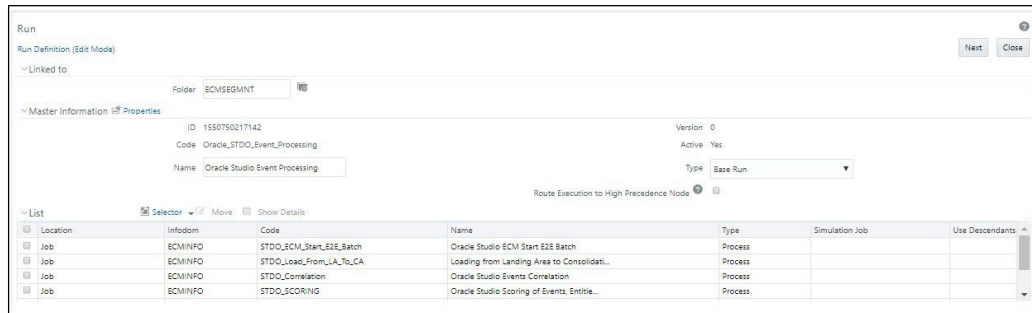 Run
Run Definition (Edit Mode)
Next Close
Linked to
Folder ECMSEGMNT
Master Information Properties
ID 1550750217142 Version 0
Code Oracle_STDO_Event_Processing Active Yes
Name Oracle Studio Event Processing Type Base Run
Route Execution to High Precedence Node
List Selector Move Show Details
Location Infodom Code Name Type Simulation Job Use Descendants
Job ECMINFO STDO_ECM_Start_E2E_Batch Oracle Studio ECM Start E2E Batch Process
Job ECMINFO STDO_Load_From_LA_To_CA Loading from Landing Area to Consolidati... Process
Job ECMINFO STDO_Correlation Oracle Studio Events Correlation Process
Job ECMINFO STDO_SCORING Oracle Studio Scoring of Events, Entitie... Process